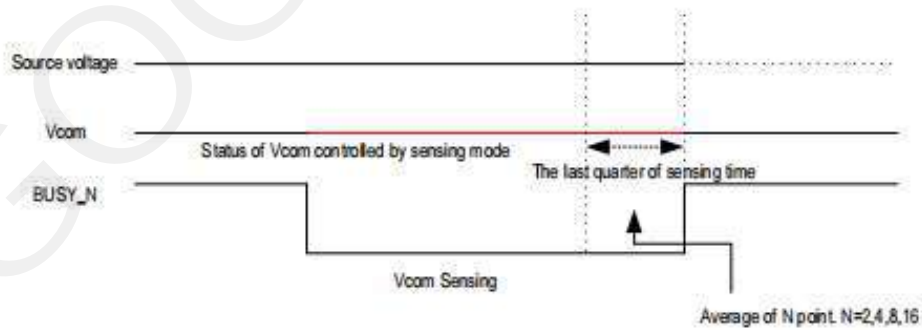 Source voltage
Vcom
Status of Vcom controlled by sensing mode
The last quarter of sensing time
BUSY_N
Vcom Sensing
Average of N point. N=2,4,8,16